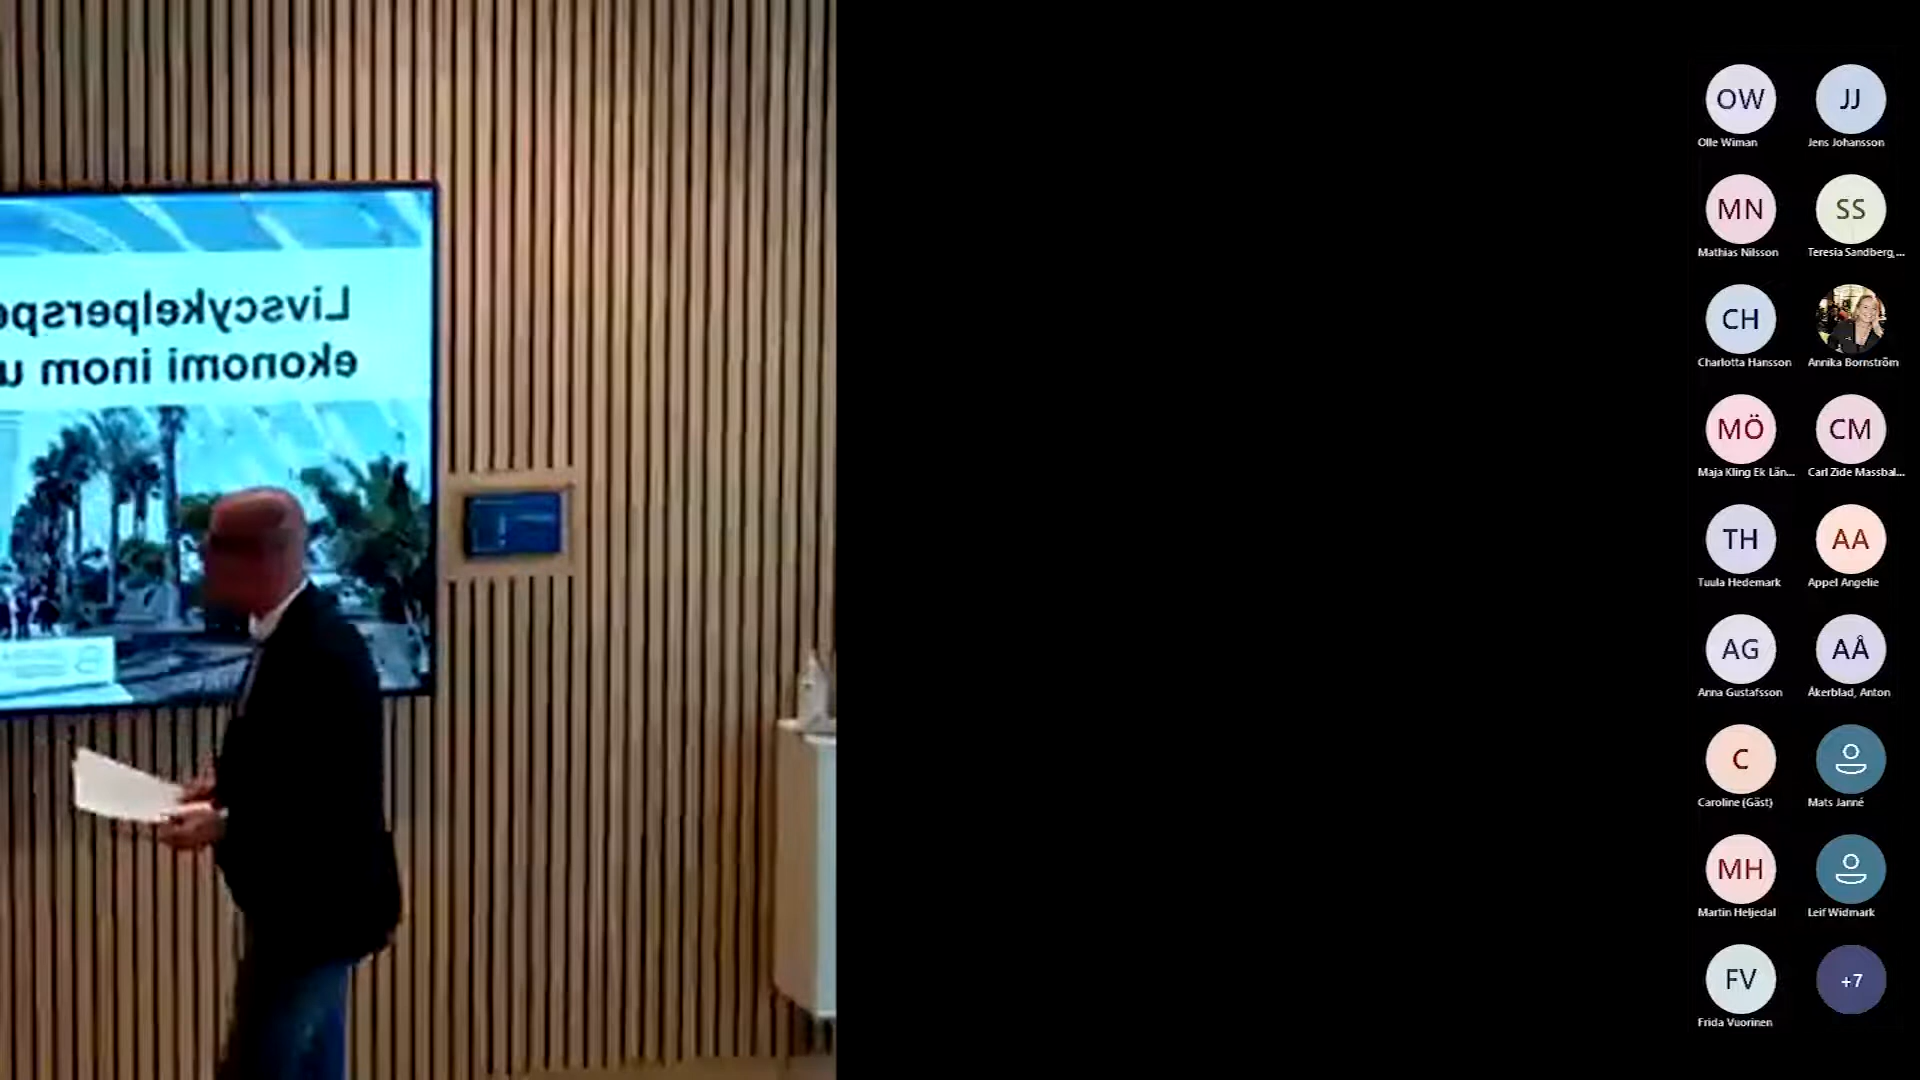 Livscykelperspe
ekonomi inom u
OW
JJ
Olle Wiman
Jens Johansson
MN
SS
Mathias Nilsson
Teresia Sandberg,...
CH
Charlotta Hansson
Annika Bornström
MÖ
CM
Maja Kling Ek Län...
Carl Zide Massbal...
TH
AA
Tuula Hedemark
Appel Angelie
AG
AÅ
Anna Gustafsson
Åkerblad, Anton
C
Caroline (Gäst)
Mats Janné
MH
Martin Heljedal
Leif Widmark
FV
+7
Frida Vuorinen